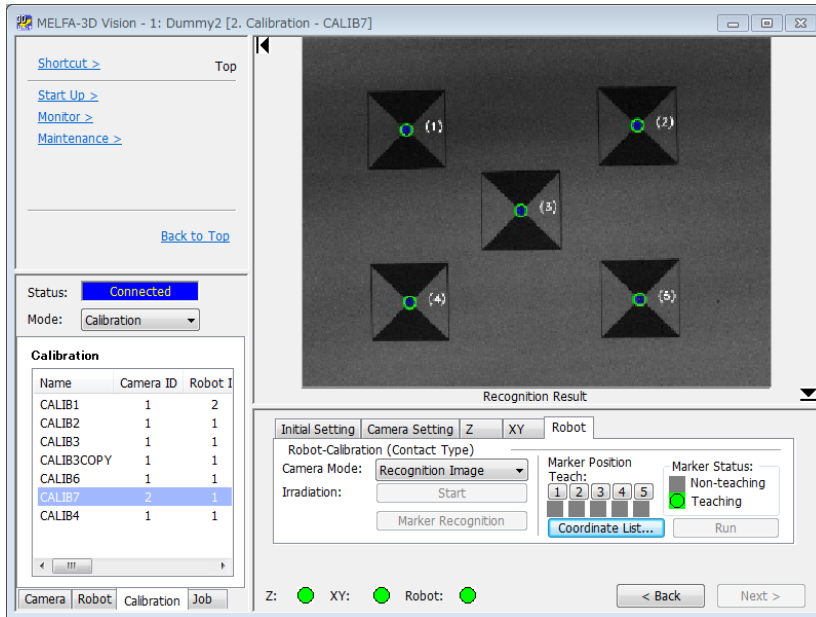 MELFA-3D Vision - 1: Dummy2 [2. Calibration - CALIB7]
Shortcut >
Top
Start Up >
Monitor >
Maintenance >
Back to Top
Status: Connected
Mode: Calibration
Calibration
Name Camera ID Robot I
CALIB1 1 2
CALIB2 1 1
CALIB3 1 1
CALIB3COPY 1 1
CALIB6 1 1
CALIB7 2 1
CALIB4 1 1
Camera Robot Calibration Job
(1)
(2)
(3)
(4)
(5)
Recognition Result
Initial Setting Camera Setting Z XY Robot
Robot-Calibration (Contact Type)
Camera Mode: Recognition Image
Irradiation: Start
Marker Recognition
Marker Position
Teach:
1 2 3 4 5
Coordinate List...
Marker Status:
Non-teaching
Teaching
Run
Z: XY: Robot:
< Back Next >